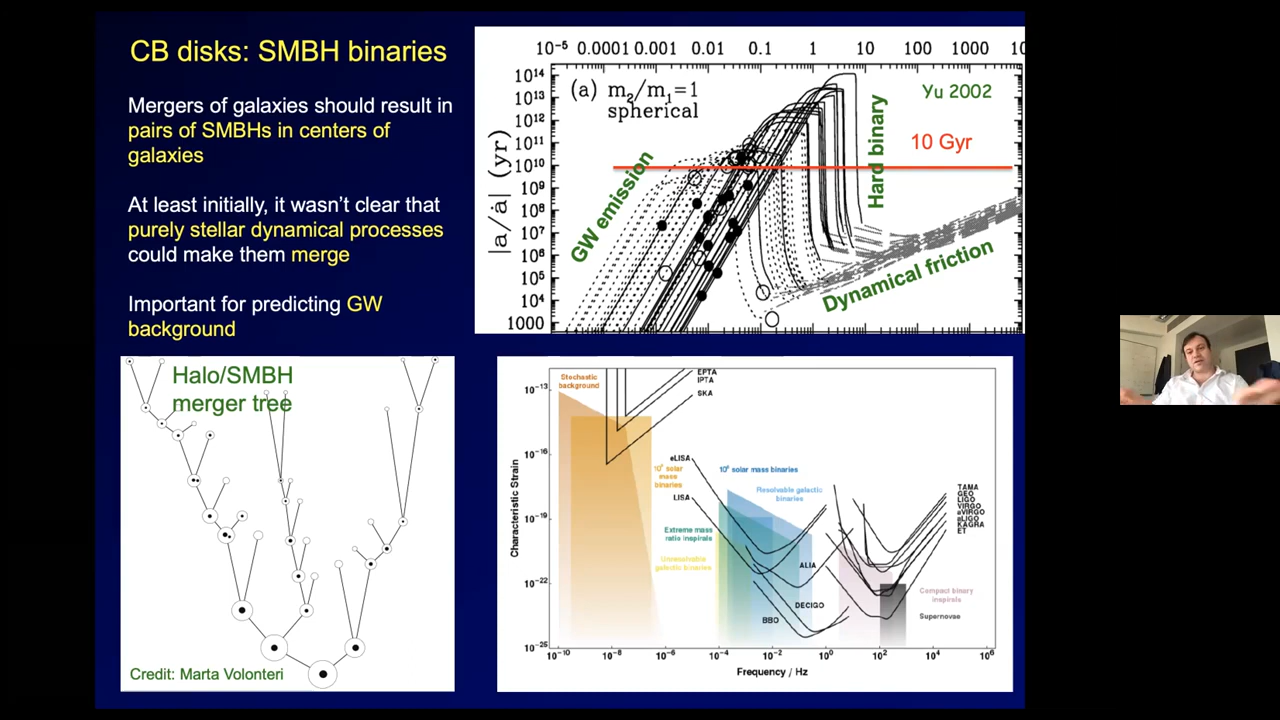 CB disks: SMBH binaries
Mergers of galaxies should result in
pairs of SMBHs in centers of
galaxies
At least initially, it wasn't clear that
purely stellar dynamical processes
could make them merge
Important for predicting GW
background
10⁻⁵ 0.0001 0.001 0.01 0.1 1 10 100 1000
(a) m₂/m₁=1
spherical
Yu 2002
10 Gyr
GW emission
Hard binary
Dynamical friction
|a/ȧ| (yr)
10¹⁴
10¹³
10¹²
10¹¹
10¹⁰
10⁹
10⁸
10⁷
10⁶
10⁵
10⁴
1000
Halo/SMBH
merger tree
Credit: Marta Volonteri
Characteristic Strain
10⁻¹³
10⁻¹⁶
10⁻¹⁹
10⁻²²
10⁻²⁵
Stochastic
background
EPTA
IPTA
SKA
eLISA
LISA
solar
mass
binaries
solar mass binaries
Resolvable galactic
binaries
Extreme mass
ratio inspirals
Unresolvable
galactic binaries
ALIA
DECIGO
BBO
TAMA
GEO
LIGO
VIRGO
aVIRGO
aLIGO
KAGRA
ET
Compact binary
inspirals
Supernovae
10⁻¹⁰ 10⁻⁸ 10⁻⁶ 10⁻⁴ 10⁻² 10⁰ 10² 10⁴ 10⁶
Frequency / Hz